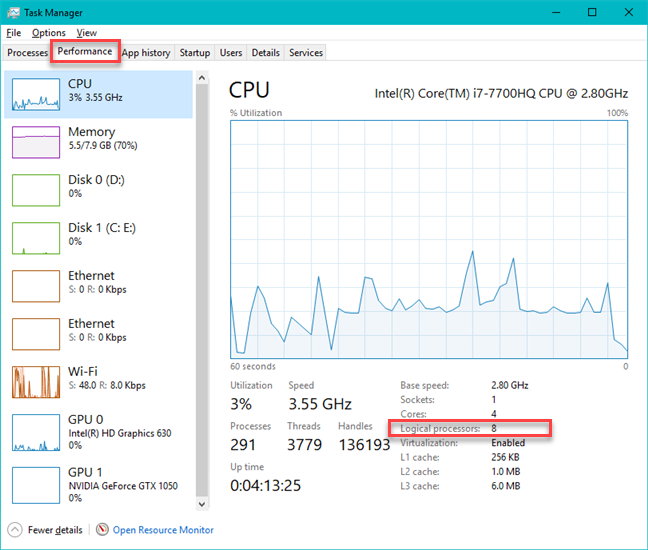 Task Manager
File Options View
Processes Performance App history Startup Users Details Services
CPU
3% 3.55 GHz
Memory
5.5/7.9 GB (70%)
Disk 0 (D:)
0%
Disk 1 (C: E:)
0%
Ethernet
S: 0 R: 0 Kbps
Ethernet
S: 0 R: 0 Kbps
Wi-Fi
S: 48.0 R: 8.0 Kbps
GPU 0
Intel(R) HD Graphics 630
0%
GPU 1
NVIDIA GeForce GTX 1050
0%
CPU
Intel(R) Core(TM) i7-7700HQ CPU @ 2.80GHz
% Utilization 100%
60 seconds 0
Utilization Speed
3% 3.55 GHz
Processes Threads Handles
291 3779 136193
Up time
0:04:13:25
Base speed: 2.80 GHz
Sockets: 1
Cores: 4
Logical processors: 8
Virtualization: Enabled
L1 cache: 256 KB
L2 cache: 1.0 MB
L3 cache: 6.0 MB
Fewer details Open Resource Monitor